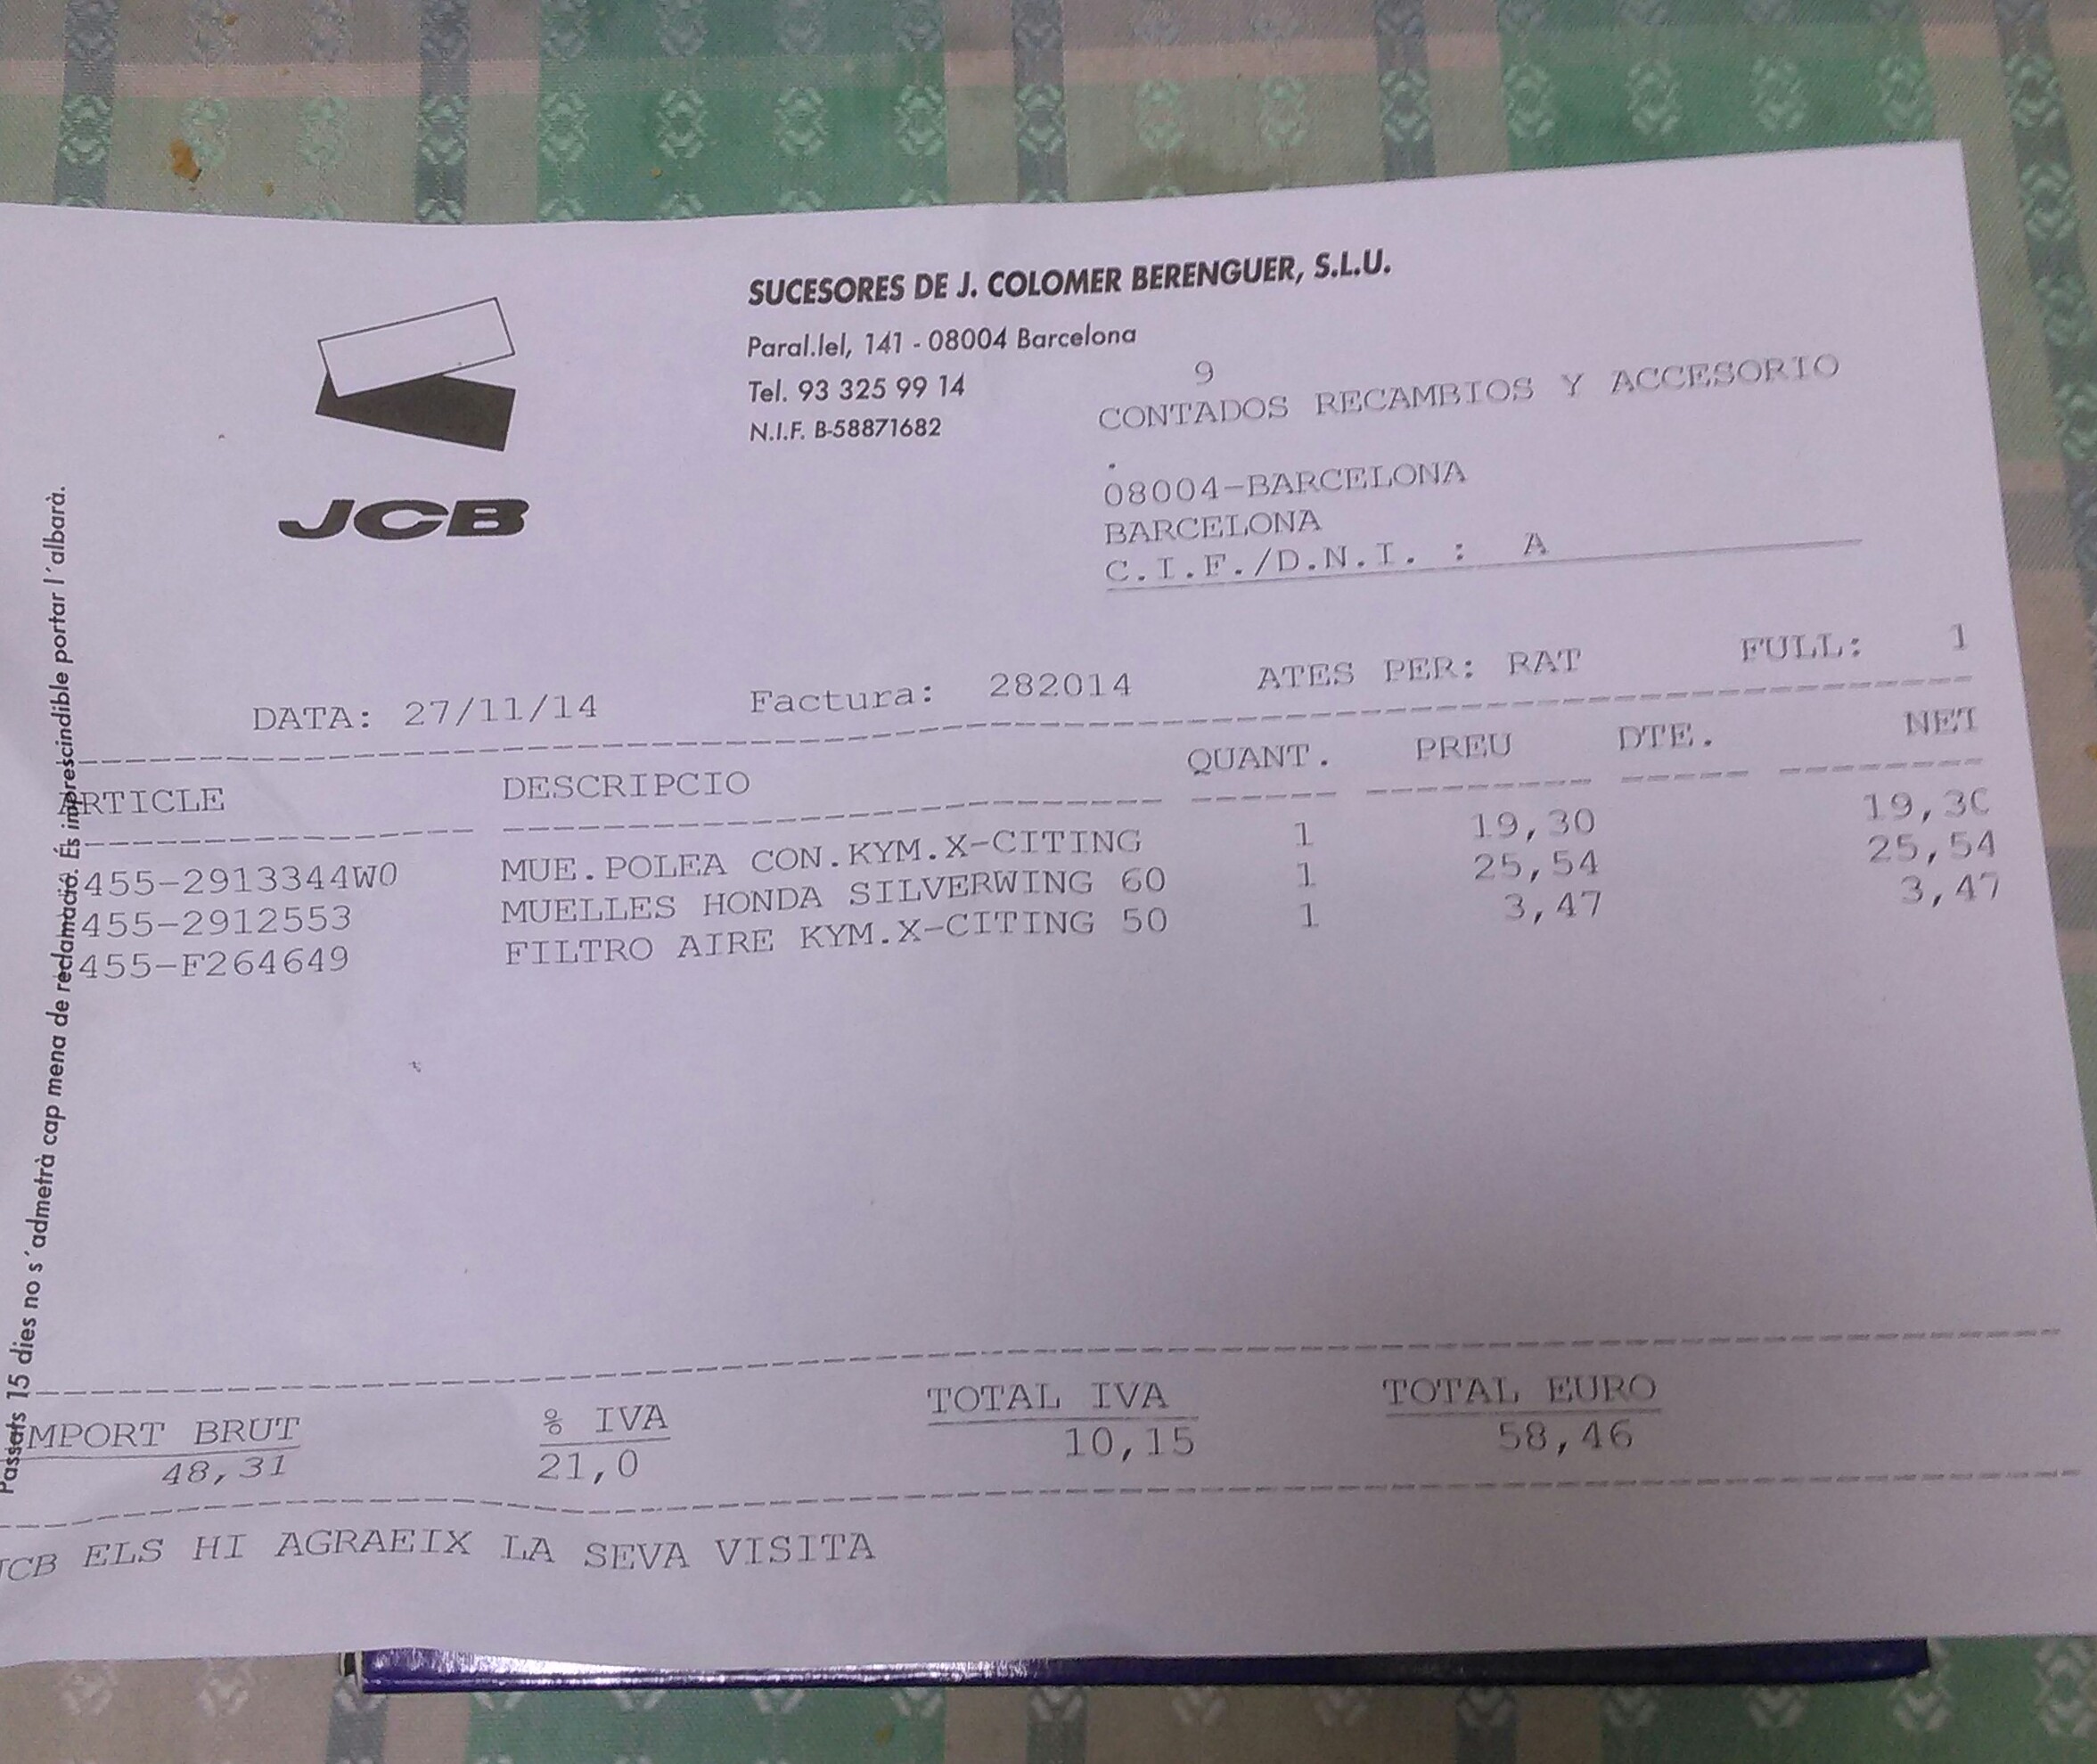 SUCESORES DE J. COLOMER BERENGUER, S.L.U.
Paral.lel, 141 - 08004 Barcelona
Tel. 93 325 99 14
N.I.F. B-58871682
JCB
9
CONTADOS RECAMBIOS Y ACCESORIO
.
08004-BARCELONA
BARCELONA
C.I.F./D.N.I. : A
DATA: 27/11/14 Factura: 282014 ATES PER: RAT FULL: 1
ARTICLE DESCRIPCIO QUANT. PREU DTE. NET
455-2913344W0 MUE.POLEA CON.KYM.X-CITING 1 19,30 19,30
455-2912553 MUELLES HONDA SILVERWING 60 1 25,54 25,54
455-F264649 FILTRO AIRE KYM.X-CITING 50 1 3,47 3,47
IMPORT BRUT % IVA TOTAL IVA TOTAL EURO
48,31 21,0 10,15 58,46
JCB ELS HI AGRAEIX LA SEVA VISITA
Passats 15 dies no s´admetrà cap mena de reclamació. És imprescindible portar l´albarà.